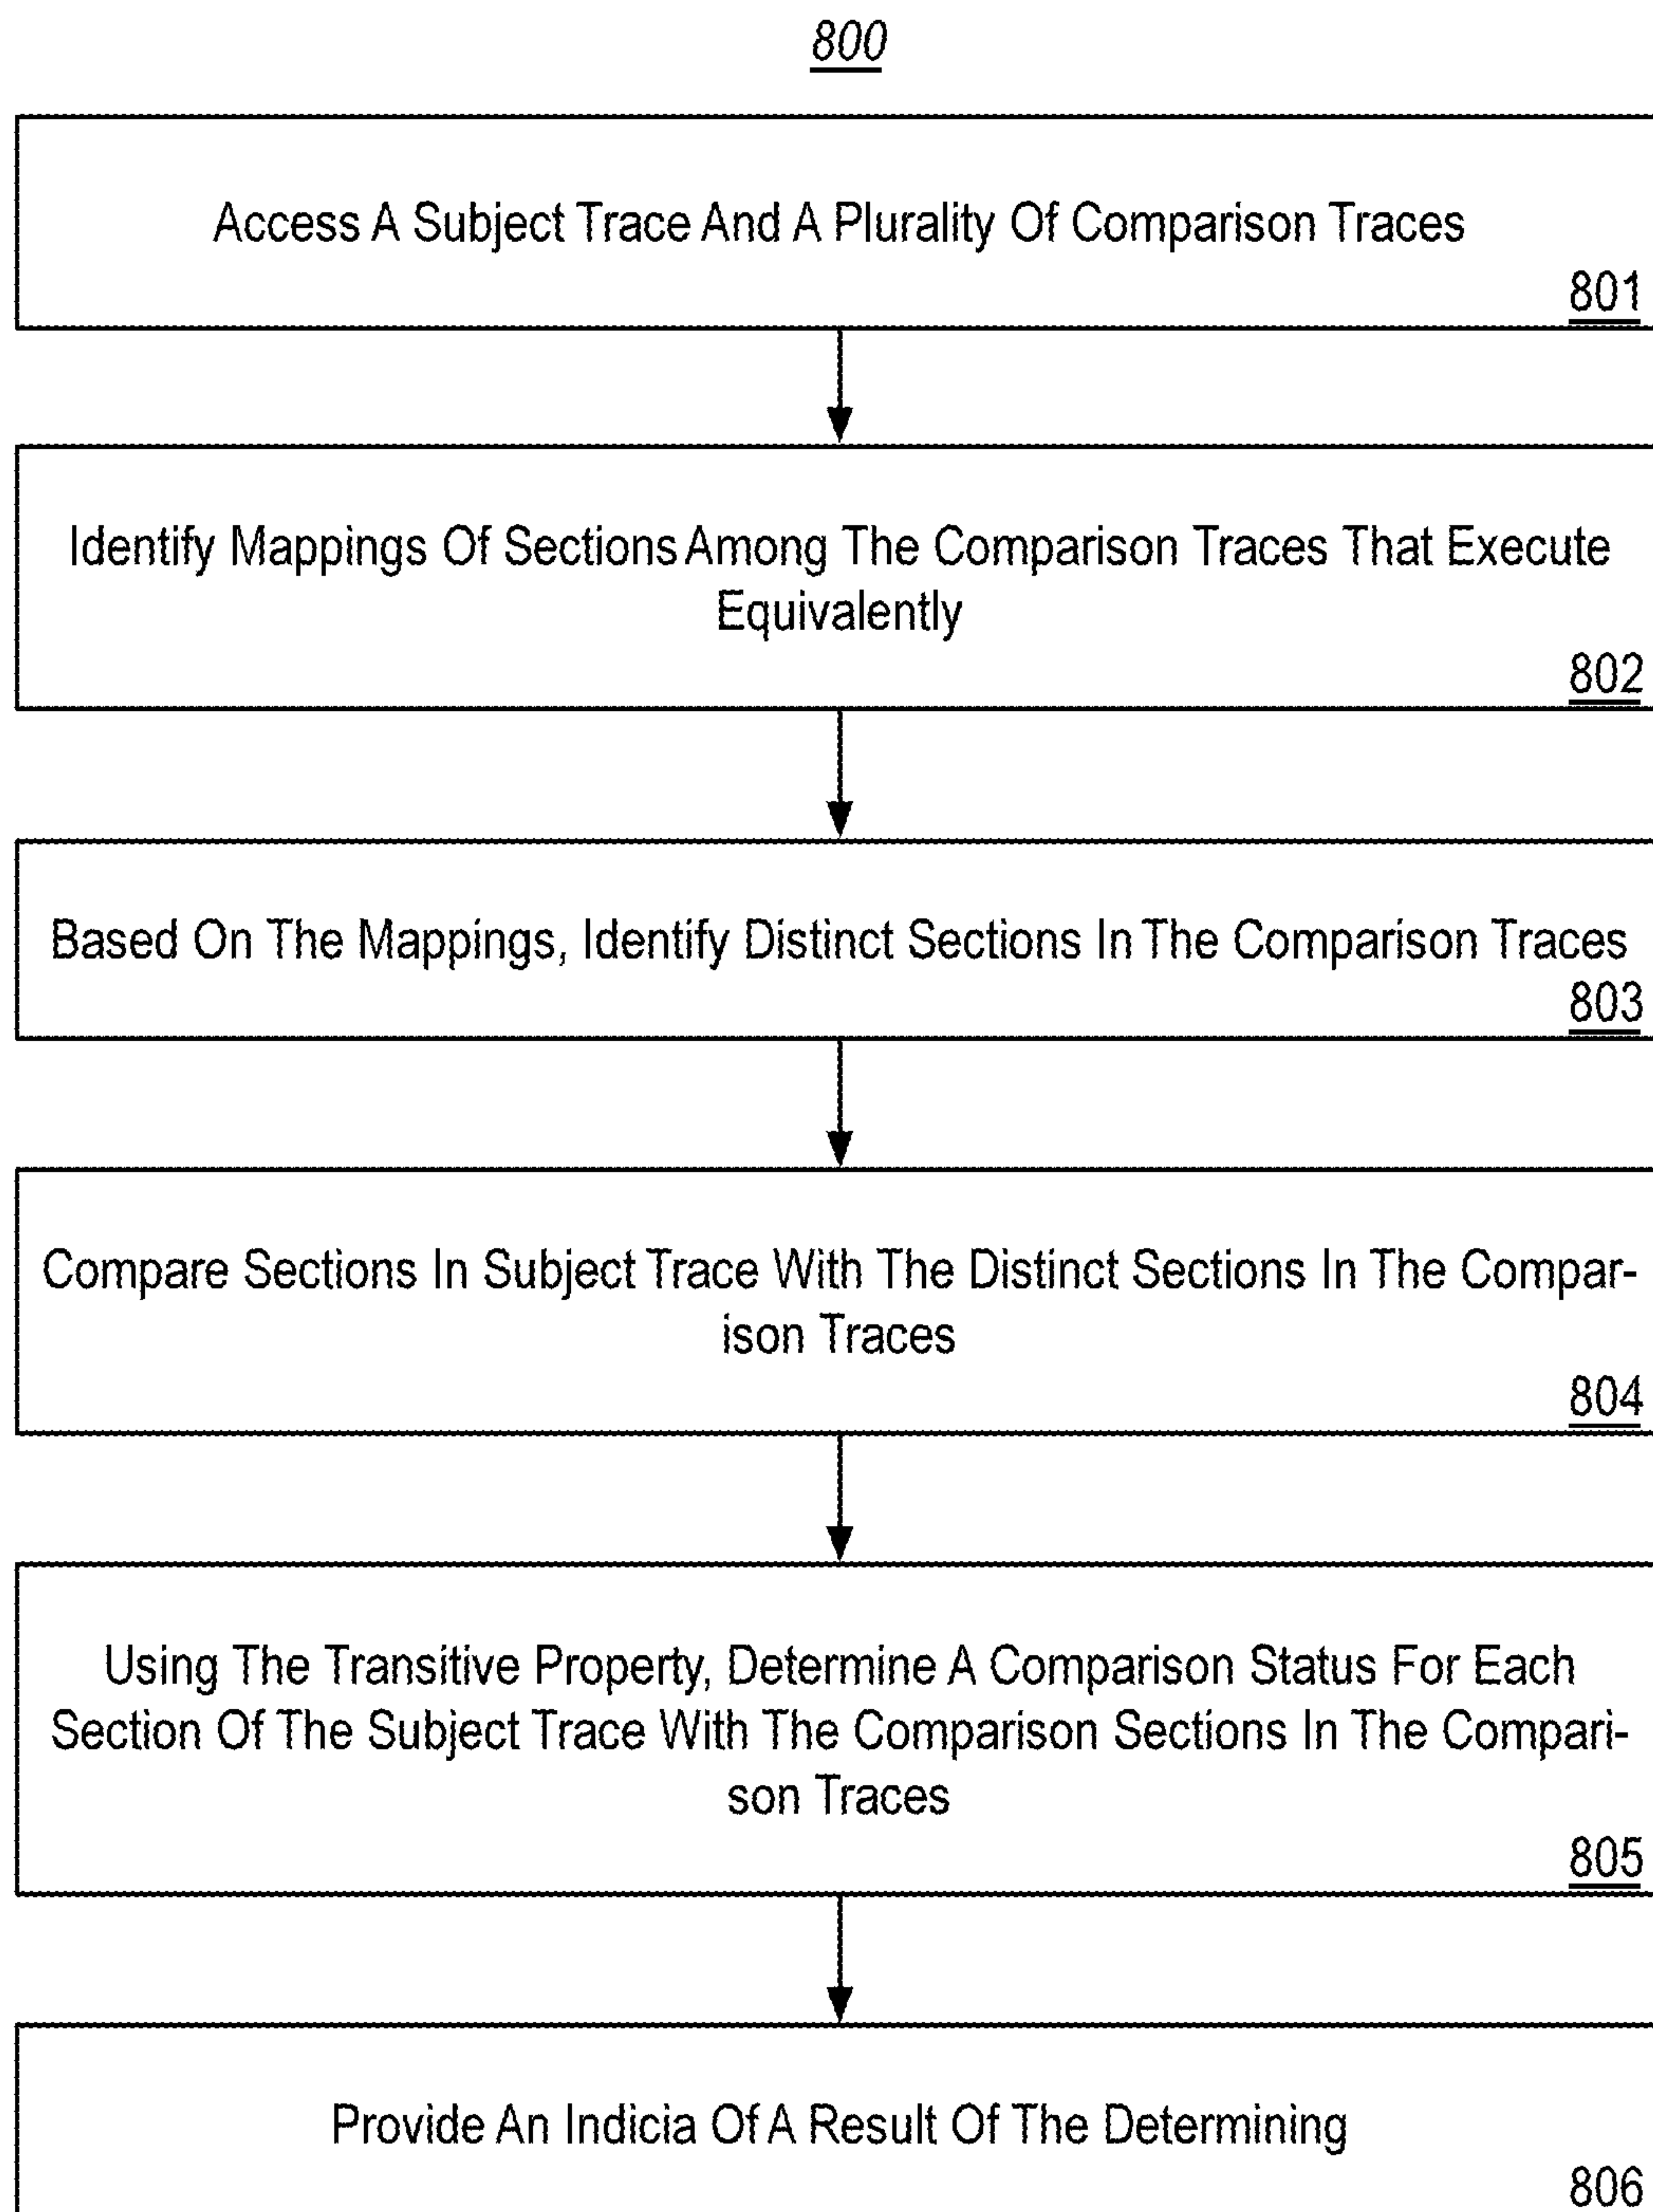 800
Access A Subject Trace And A Plurality Of Comparison Traces
801
Identify Mappings Of Sections Among The Comparison Traces That Execute
Equivalently
802
Based On The Mappings, Identify Distinct Sections In The Comparison Traces
803
Compare Sections In Subject Trace With The Distinct Sections In The Compar-
ison Traces
804
Using The Transitive Property, Determine A Comparison Status For Each
Section Of The Subject Trace With The Comparison Sections In The Compari-
son Traces
805
Provide An Indicia Of A Result Of The Determining
806